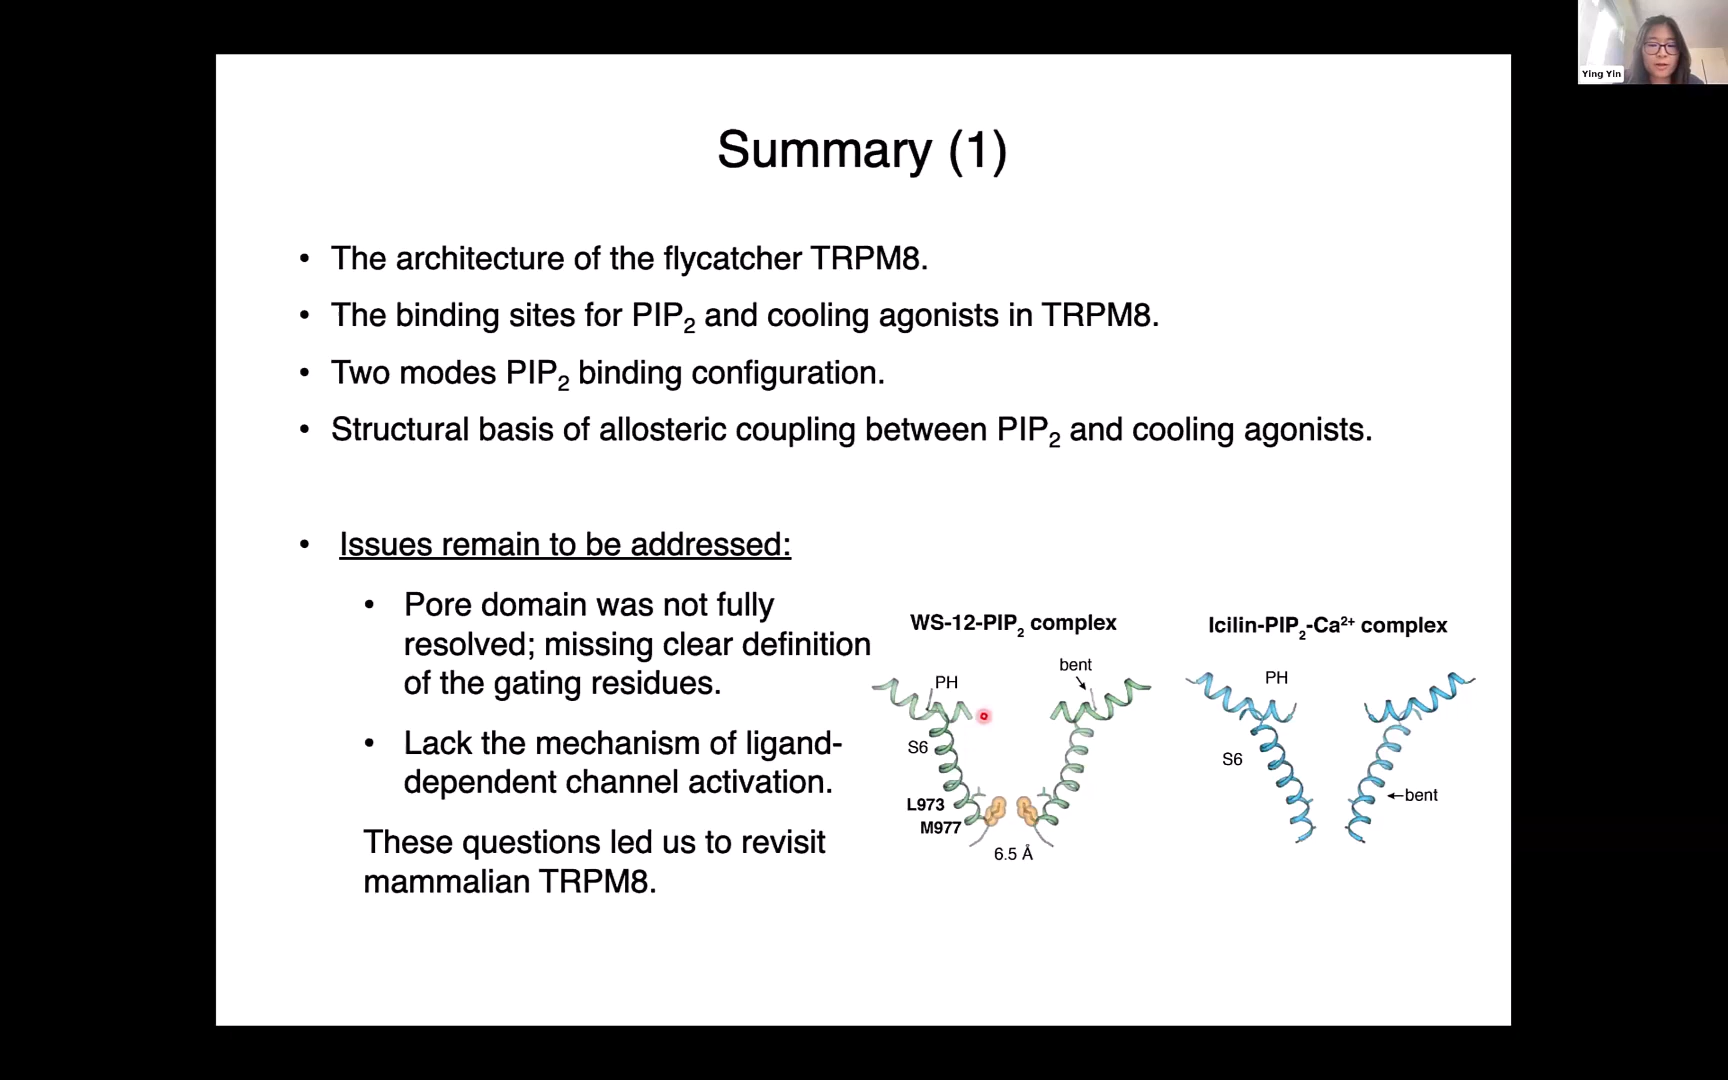 Ying Yin
Summary (1)
• The architecture of the flycatcher TRPM8.
• The binding sites for PIP₂ and cooling agonists in TRPM8.
• Two modes PIP₂ binding configuration.
• Structural basis of allosteric coupling between PIP₂ and cooling agonists.
• Issues remain to be addressed:
• Pore domain was not fully
resolved; missing clear definition
of the gating residues.
• Lack the mechanism of ligand-
dependent channel activation.
These questions led us to revisit
mammalian TRPM8.
WS-12-PIP₂ complex
bent
PH
S6
L973
M977
6.5 Å
Icilin-PIP₂-Ca²⁺ complex
PH
S6
bent